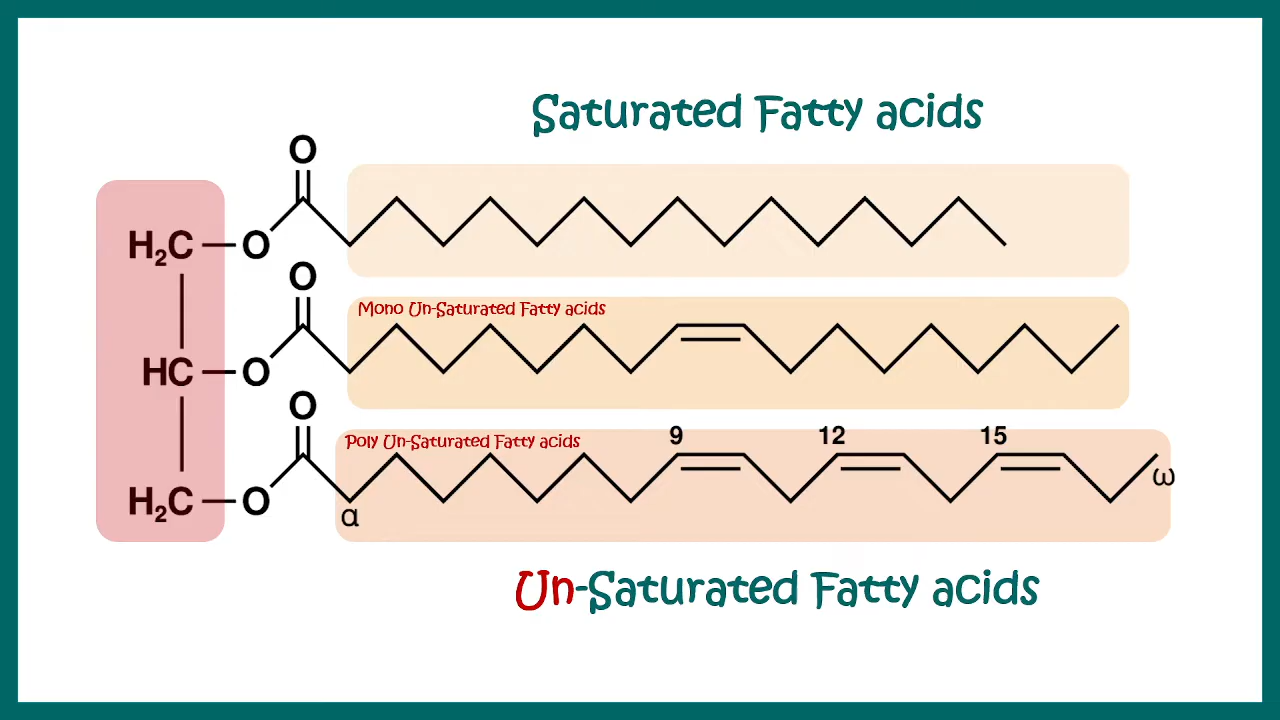 Saturated Fatty acids
O
H₂C O
O
Mono Un-Saturated Fatty acids
HC O
O
Poly Un-Saturated Fatty acids
9 12 15
H₂C O
α
ω
Un-Saturated Fatty acids